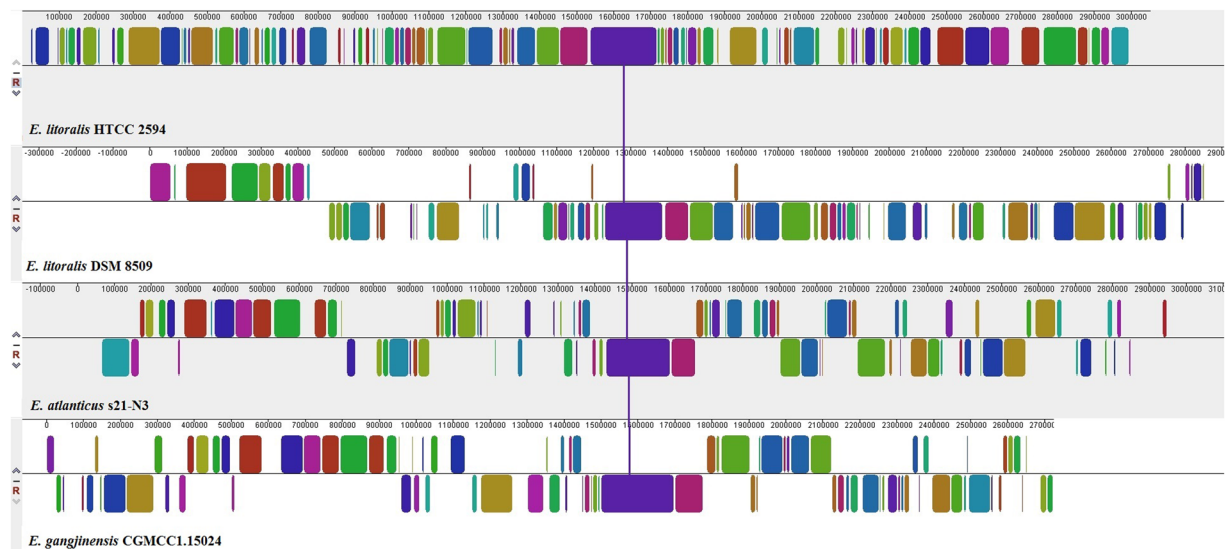 100000 200000 300000 400000 500000 600000 700000 800000 900000 1000000 1100000 1200000 1300000 1400000 1500000 1600000 1700000 1800000 1900000 2000000 2100000 2200000 2300000 2400000 2500000 2600000 2700000 2800000 2900000 3000000
R
E. litoralis HTCC 2594
-300000 -200000 -100000 0 100000 200000 300000 400000 500000 600000 700000 800000 900000 1000000 1100000 1200000 1300000 1400000 1500000 1600000 1700000 1800000 1900000 2000000 2100000 2200000 2300000 2400000 2500000 2600000 2700000 2800000 2900
R
E. litoralis DSM 8509
-100000 0 100000 200000 300000 400000 500000 600000 700000 800000 900000 1000000 1100000 1200000 1300000 1400000 1500000 1600000 1700000 1800000 1900000 2000000 2100000 2200000 2300000 2400000 2500000 2600000 2700000 2800000 2900000 3000000 3100
R
E. atlanticus s21-N3
0 100000 200000 300000 400000 500000 600000 700000 800000 900000 1000000 1100000 1200000 1300000 1400000 1500000 1600000 1700000 1800000 1900000 2000000 2100000 2200000 2300000 2400000 2500000 2600000 270000
R
E. gangjinensis CGMCC1.15024